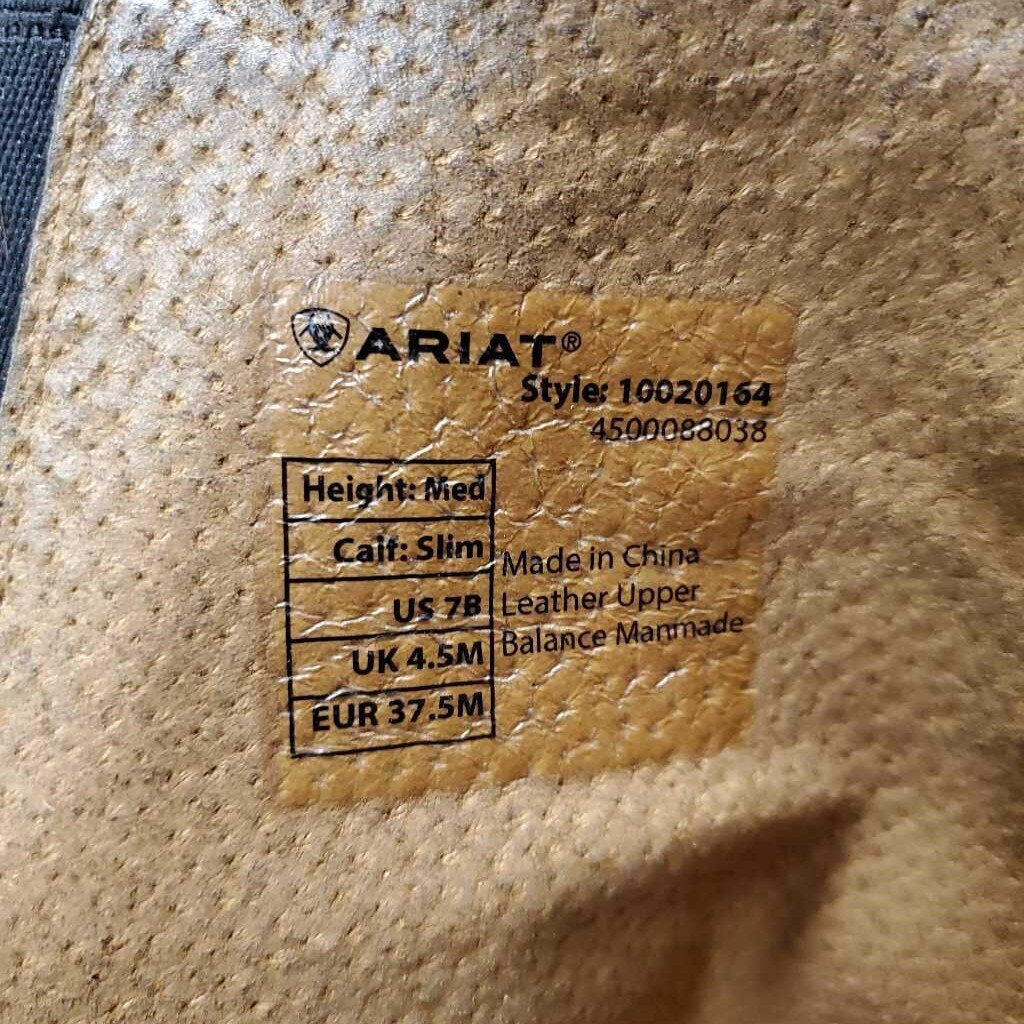 ARIAT®
Style: 10020164
4500088038
Height: Med
Calf: Slim
US 7B
UK 4.5M
EUR 37.5M
Made in China
Leather Upper
Balance Manmade